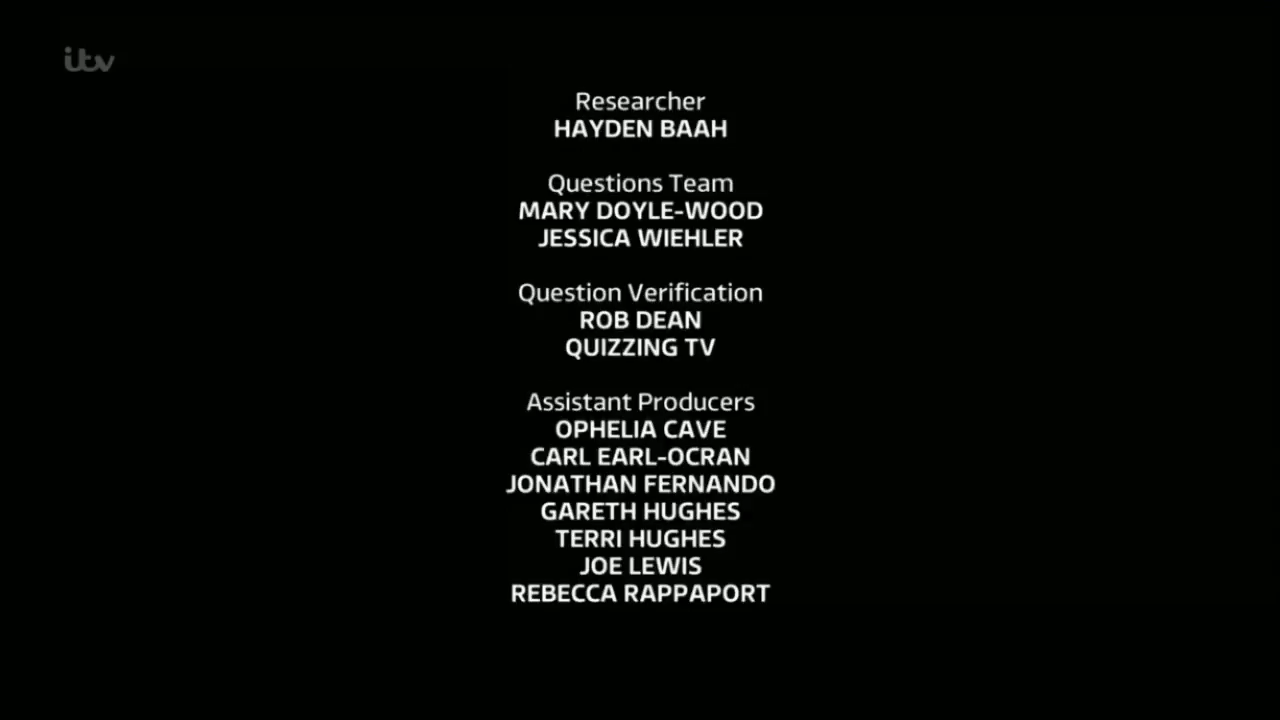 itv
Researcher
HAYDEN BAAH
Questions Team
MARY DOYLE-WOOD
JESSICA WIEHLER
Question Verification
ROB DEAN
QUIZZING TV
Assistant Producers
OPHELIA CAVE
CARL EARL-OCRAN
JONATHAN FERNANDO
GARETH HUGHES
TERRI HUGHES
JOE LEWIS
REBECCA RAPPAPORT